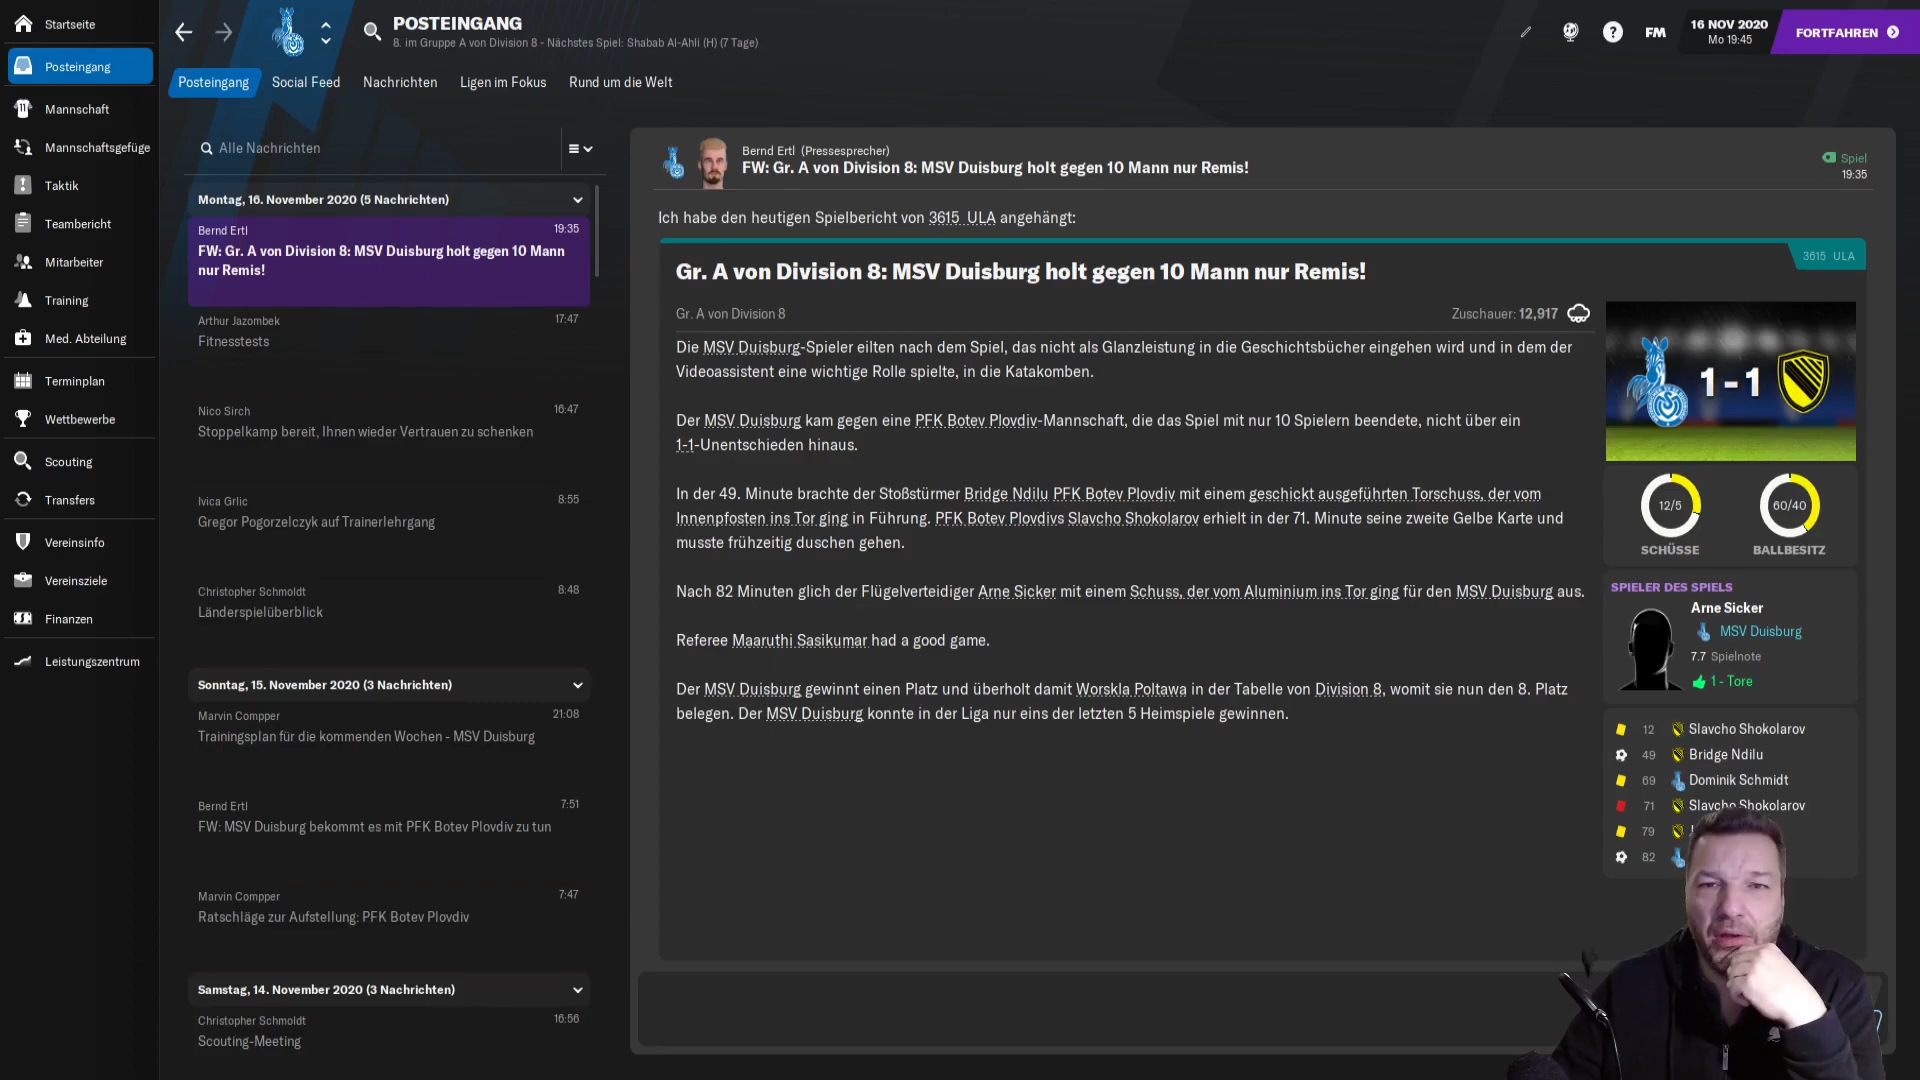 Startseite
Posteingang
Mannschaft
Mannschaftsgefüge
Taktik
Teambericht
Mitarbeiter
Training
Med. Abteilung
Terminplan
Wettbewerbe
Scouting
Transfers
Vereinsinfo
Vereinsziele
Finanzen
Leistungszentrum
POSTEINGANG
8. im Gruppe A von Division 8 - Nächstes Spiel: Shabab Al-Ahli (H) (7 Tage)
FM
16 NOV 2020
Mo 19:45
FORTFAHREN
Posteingang Social Feed Nachrichten Ligen im Fokus Rund um die Welt
Alle Nachrichten
Montag, 16. November 2020 (5 Nachrichten)
Bernd Ertl 19:35
FW: Gr. A von Division 8: MSV Duisburg holt gegen 10 Mann
nur Remis!
Arthur Jazombek 17:47
Fitnesstests
Nico Sirch 16:47
Stoppelkamp bereit, Ihnen wieder Vertrauen zu schenken
Ivica Grlic 8:55
Gregor Pogorzelczyk auf Trainerlehrgang
Christopher Schmoldt 8:48
Länderspielüberblick
Sonntag, 15. November 2020 (3 Nachrichten)
Marvin Compper 21:08
Trainingsplan für die kommenden Wochen - MSV Duisburg
Bernd Ertl 7:51
FW: MSV Duisburg bekommt es mit PFK Botev Plovdiv zu tun
Marvin Compper 7:47
Ratschläge zur Aufstellung: PFK Botev Plovdiv
Samstag, 14. November 2020 (3 Nachrichten)
Christopher Schmoldt 16:56
Scouting-Meeting
Bernd Ertl (Pressesprecher)
FW: Gr. A von Division 8: MSV Duisburg holt gegen 10 Mann nur Remis!
Spiel
19:35
Ich habe den heutigen Spielbericht von 3615 ULA angehängt:
3615 ULA
Gr. A von Division 8: MSV Duisburg holt gegen 10 Mann nur Remis!
Gr. A von Division 8 Zuschauer: 12,917
Die MSV Duisburg-Spieler eilten nach dem Spiel, das nicht als Glanzleistung in die Geschichtsbücher eingehen wird und in dem der
Videoassistent eine wichtige Rolle spielte, in die Katakomben.
Der MSV Duisburg kam gegen eine PFK Botev Plovdiv-Mannschaft, die das Spiel mit nur 10 Spielern beendete, nicht über ein
1-1-Unentschieden hinaus.
In der 49. Minute brachte der Stoßstürmer Bridge Ndilu PFK Botev Plovdiv mit einem geschickt ausgeführten Torschuss, der vom
Innenpfosten ins Tor ging in Führung. PFK Botev Plovdivs Slavcho Shokolarov erhielt in der 71. Minute seine zweite Gelbe Karte und
musste frühzeitig duschen gehen.
Nach 82 Minuten glich der Flügelverteidiger Arne Sicker mit einem Schuss, der vom Aluminium ins Tor ging für den MSV Duisburg aus.
Referee Maaruthi Sasikumar had a good game.
Der MSV Duisburg gewinnt einen Platz und überholt damit Worskla Poltawa in der Tabelle von Division 8, womit sie nun den 8. Platz
belegen. Der MSV Duisburg konnte in der Liga nur eins der letzten 5 Heimspiele gewinnen.
1 - 1
12/5 60/40
SCHÜSSE BALLBESITZ
SPIELER DES SPIELS
Arne Sicker
MSV Duisburg
7.7 Spielnote
1 - Tore
12 Slavcho Shokolarov
49 Bridge Ndilu
69 Dominik Schmidt
71 Slavcho Shokolarov
79
82